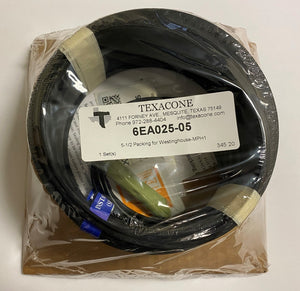 TEXACONE
4111 FORNEY AVE., MESQUITE, TEXAS 75149
Phone 972-288-4404 info@texacone.com
6EA025-05
5-1/2 Packing for Westinghouse-MPH1
1 Set(s) 345 20
INSTR